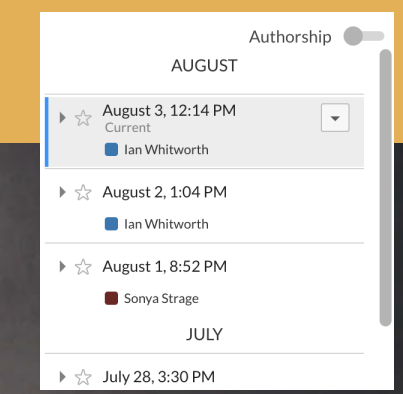 Authorship
AUGUST
August 3, 12:14 PM
Current
Ian Whitworth
August 2, 1:04 PM
Ian Whitworth
August 1, 8:52 PM
Sonya Strage
JULY
July 28, 3:30 PM